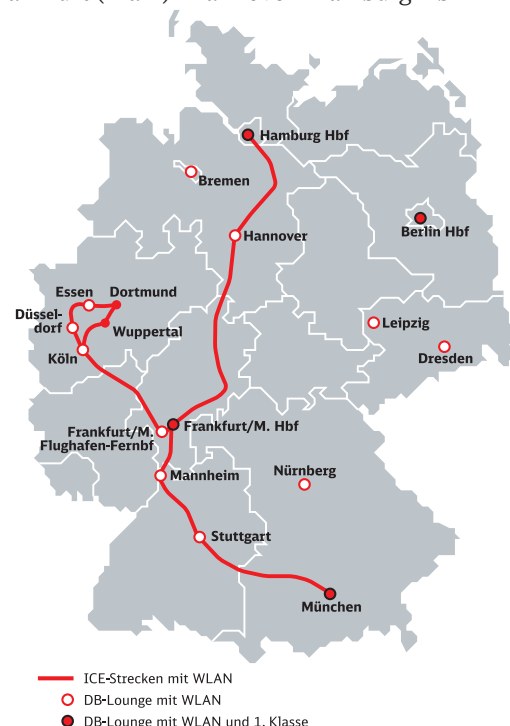 Hamburg Hbf
Bremen
Hannover
Berlin Hbf
Essen
Dortmund
Düssel-
dorf
Wuppertal
Köln
Leipzig
Dresden
Frankfurt/M.
Flughafen-Fernbf
Frankfurt/M. Hbf
Mannheim
Nürnberg
Stuttgart
München
ICE-Strecken mit WLAN
DB-Lounge mit WLAN
DB-Lounge mit WLAN und 1. Klasse